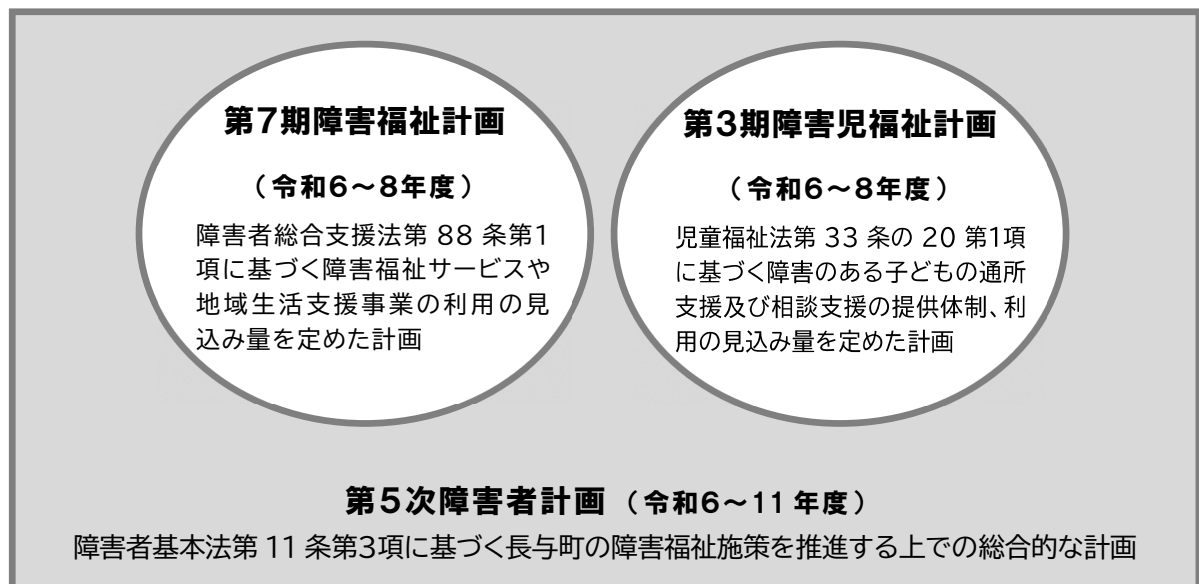 第7期障害福祉計画
（令和6～8年度）
障害者総合支援法第 88 条第1
項に基づく障害福祉サービスや
地域生活支援事業の利用の見
込み量を定めた計画
第3期障害児福祉計画
（令和6～8年度）
児童福祉法第 33 条の 20 第1項
に基づく障害のある子どもの通所
支援及び相談支援の提供体制、利
用の見込み量を定めた計画
第5次障害者計画（令和6～11 年度）
障害者基本法第 11 条第3項に基づく長与町の障害福祉施策を推進する上での総合的な計画